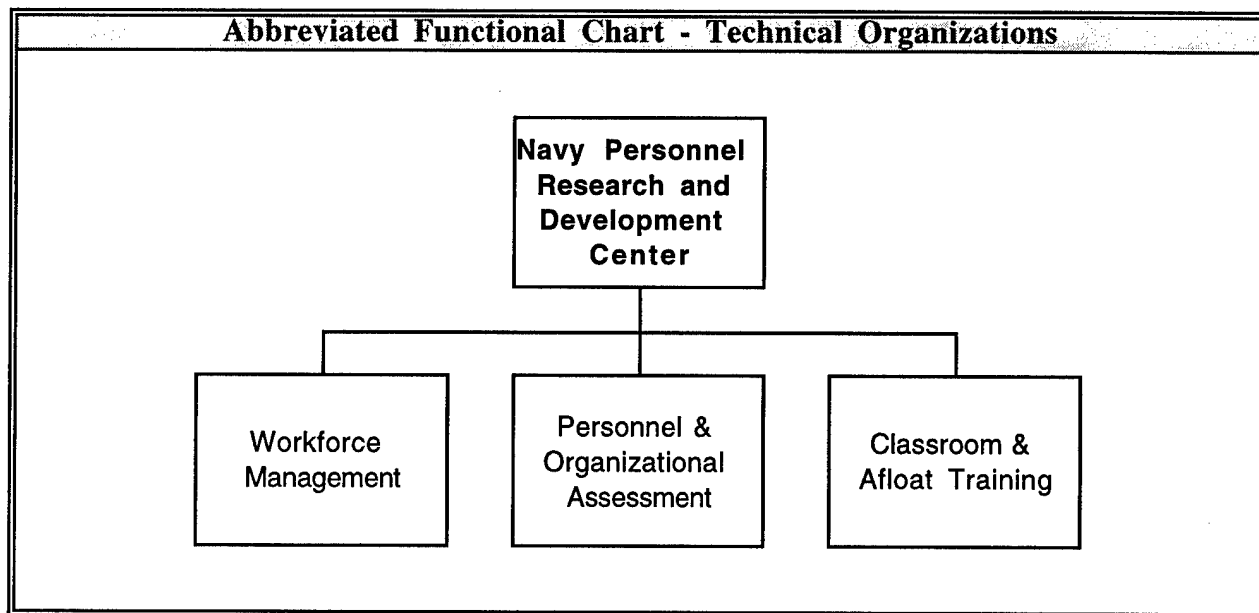 Abbreviated Functional Chart - Technical Organizations
Navy Personnel
Research and
Development
Center
Workforce
Management
Personnel &
Organizational
Assessment
Classroom &
Afloat Training